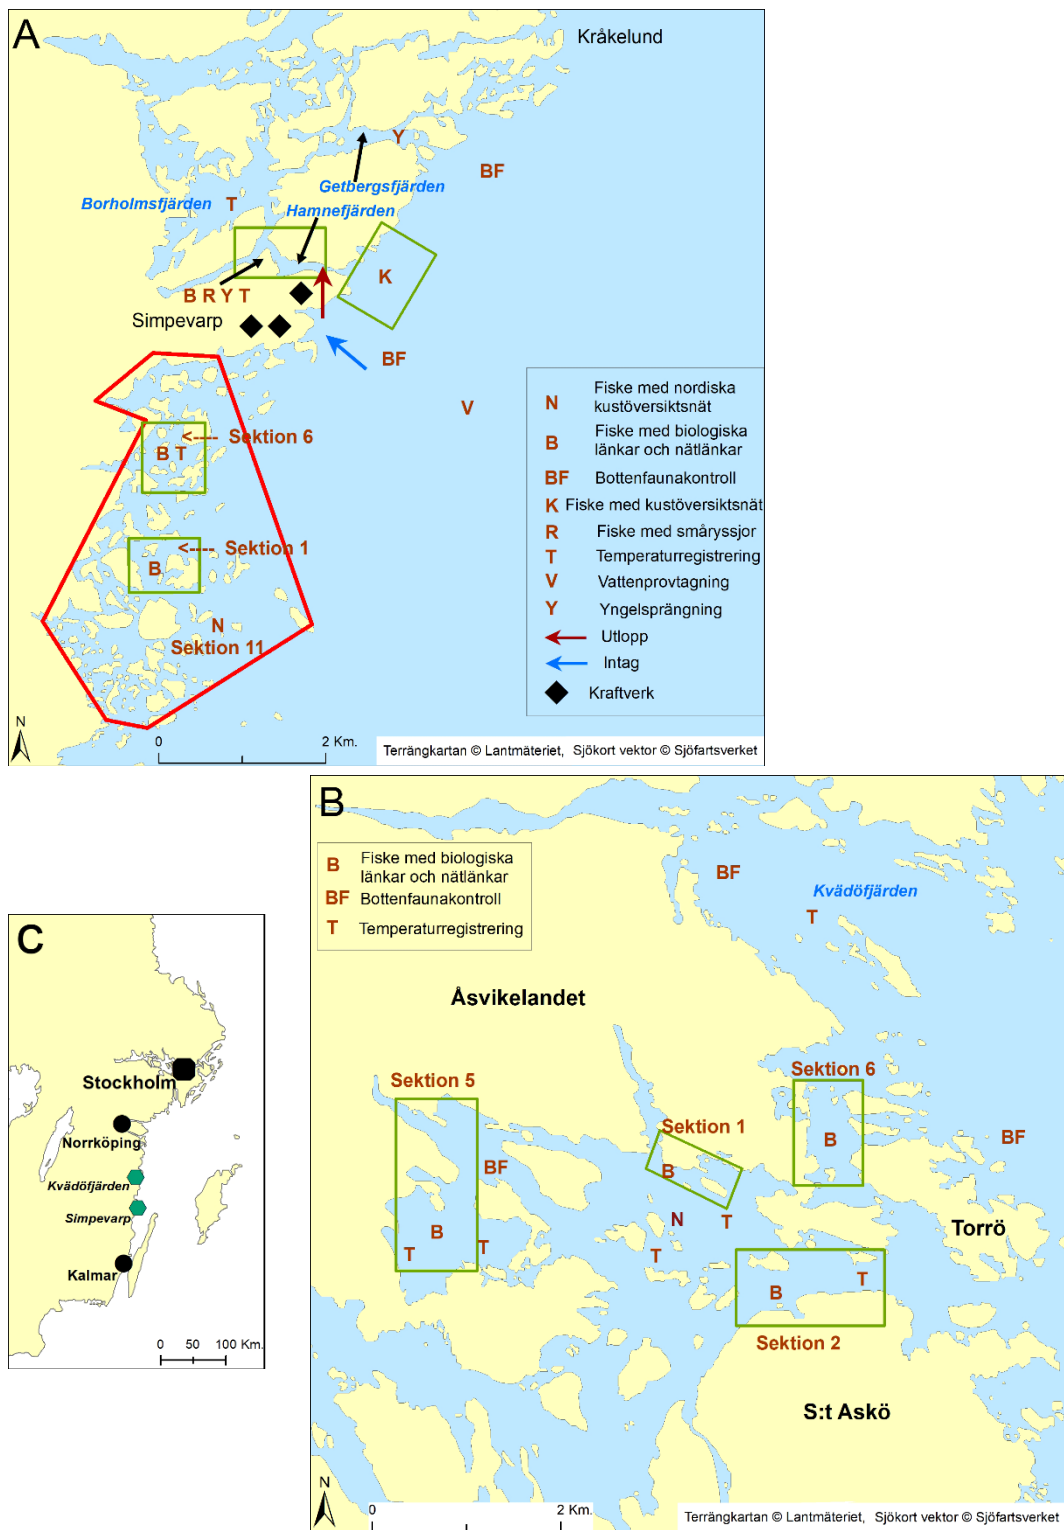 A
Kråkelund
Y
BF
Getbergsfjärden
Borholmsfjärden
T
Hamnefjärden
K
B R Y T
Simpevarp
BF
V
Sektion 6
B T
Sektion 1
B
N
Sektion 11
N
Fiske med nordiska
kustöversiktsnät
B
Fiske med biologiska
länkar och nätlänkar
BF Bottenfaunakontroll
K Fiske med kustöversiktsnät
R Fiske med småryssjor
T Temperaturregistrering
V Vattenprovtagning
Y Yngelsprängning
Utlopp
Intag
Kraftverk
N
0 2 Km.
Terrängkartan © Lantmäteriet, Sjökort vektor © Sjöfartsverket
B
B
Fiske med biologiska
länkar och nätlänkar
BF Bottenfaunakontroll
T Temperaturregistrering
BF
Kvädöfjärden
T
Åsvikelandet
Sektion 5
Sektion 6
Sektion 1
B
BF
BF
B
N
T
B
T
T
T
Torrö
T
B
Sektion 2
S:t Askö
N
0 2 Km.
Terrängkartan © Lantmäteriet, Sjökort vektor © Sjöfartsverket
C
Stockholm
Norrköping
Kvädöfjärden
Simpevarp
Kalmar
0 50 100 Km.